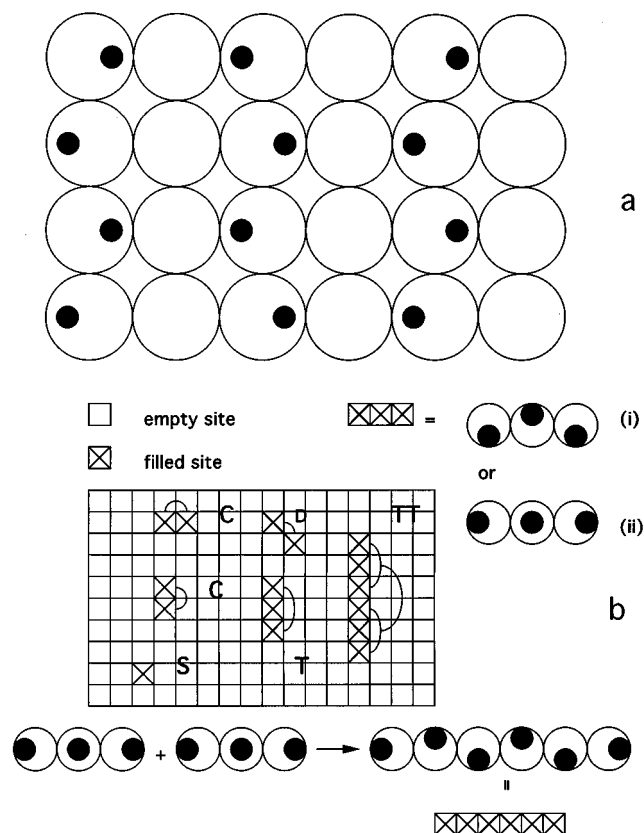 a
empty site
filled site
=
(i)
or
(ii)
C
D
TT
C
S
T
b
+
=